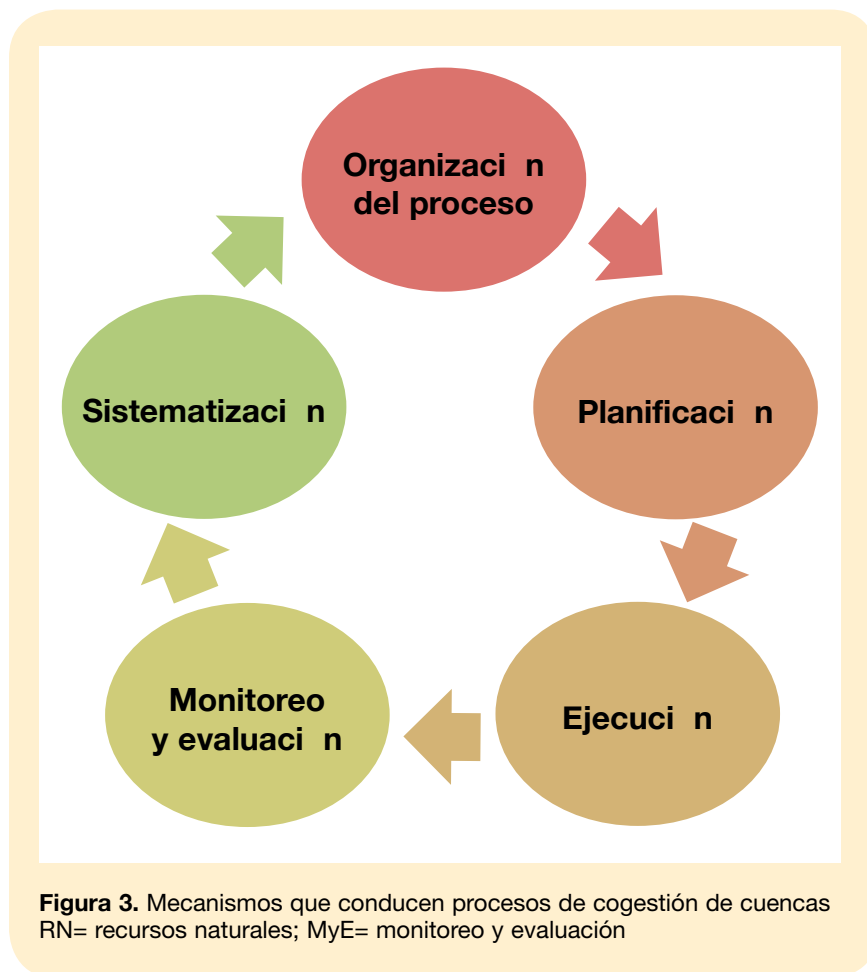 Organizaci n
del proceso
Planificaci n
Ejecuci n
Monitoreo
y evaluaci n
Sistematizaci n
Figura 3. Mecanismos que conducen procesos de cogestión de cuencas
RN= recursos naturales; MyE= monitoreo y evaluación